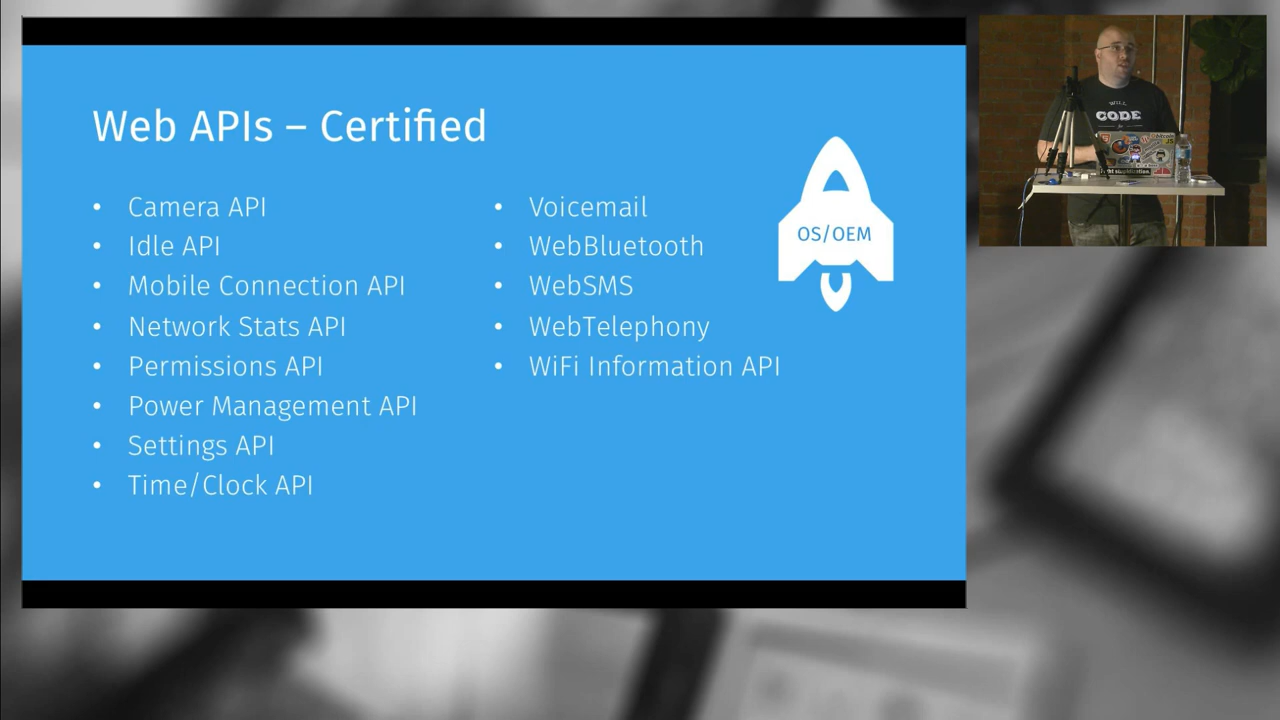 Web APIs – Certified
• Camera API
• Idle API
• Mobile Connection API
• Network Stats API
• Permissions API
• Power Management API
• Settings API
• Time/Clock API
• Voicemail
• WebBluetooth
• WebSMS
• WebTelephony
• WiFi Information API
OS/OEM
WILL
CODE